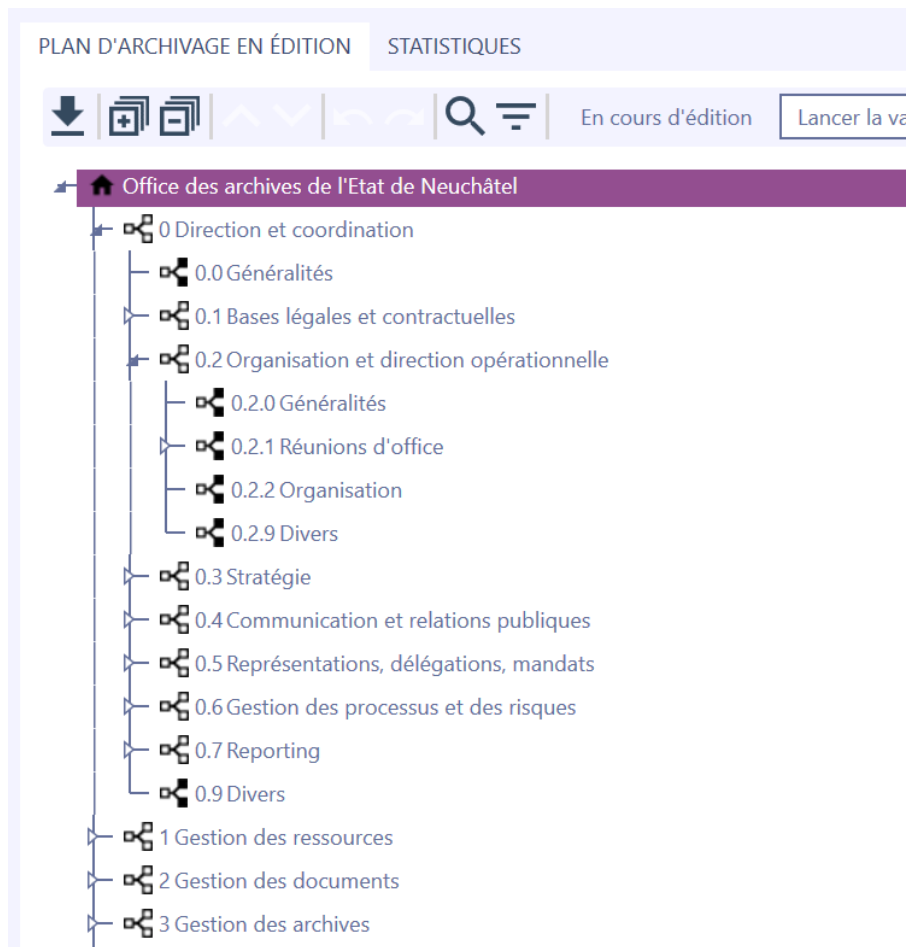 PLAN D'ARCHIVAGE EN ÉDITION STATISTIQUES
En cours d'édition Lancer la va
Office des archives de l'Etat de Neuchâtel
0 Direction et coordination
0.0 Généralités
0.1 Bases légales et contractuelles
0.2 Organisation et direction opérationnelle
0.2.0 Généralités
0.2.1 Réunions d'office
0.2.2 Organisation
0.2.9 Divers
0.3 Stratégie
0.4 Communication et relations publiques
0.5 Représentations, délégations, mandats
0.6 Gestion des processus et des risques
0.7 Reporting
0.9 Divers
1 Gestion des ressources
2 Gestion des documents
3 Gestion des archives